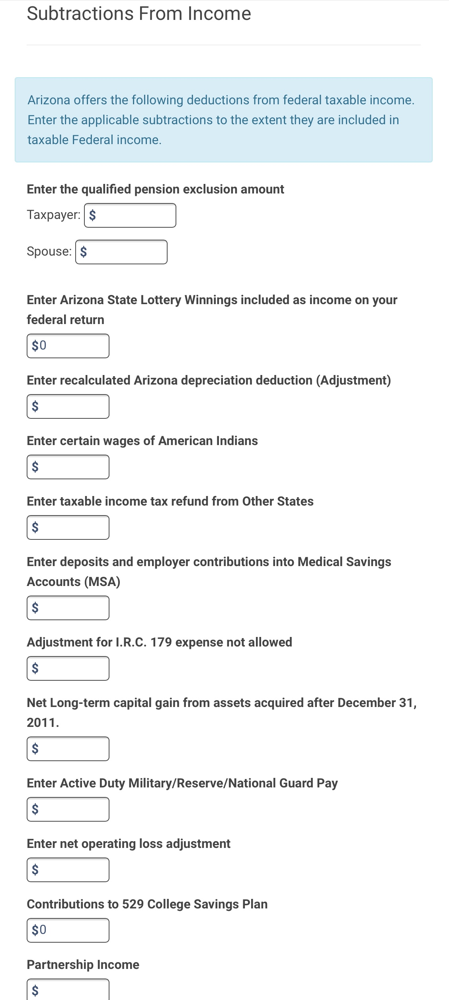 Subtractions From Income
Arizona offers the following deductions from federal taxable income.
Enter the applicable subtractions to the extent they are included in
taxable Federal income.
Enter the qualified pension exclusion amount
Taxpayer: $
Spouse: $
Enter Arizona State Lottery Winnings included as income on your
federal return
$0
Enter recalculated Arizona depreciation deduction (Adjustment)
$
Enter certain wages of American Indians
$
Enter taxable income tax refund from Other States
$
Enter deposits and employer contributions into Medical Savings
Accounts (MSA)
$
Adjustment for I.R.C. 179 expense not allowed
$
Net Long-term capital gain from assets acquired after December 31,
2011.
$
Enter Active Duty Military/Reserve/National Guard Pay
$
Enter net operating loss adjustment
$
Contributions to 529 College Savings Plan
$0
Partnership Income
$